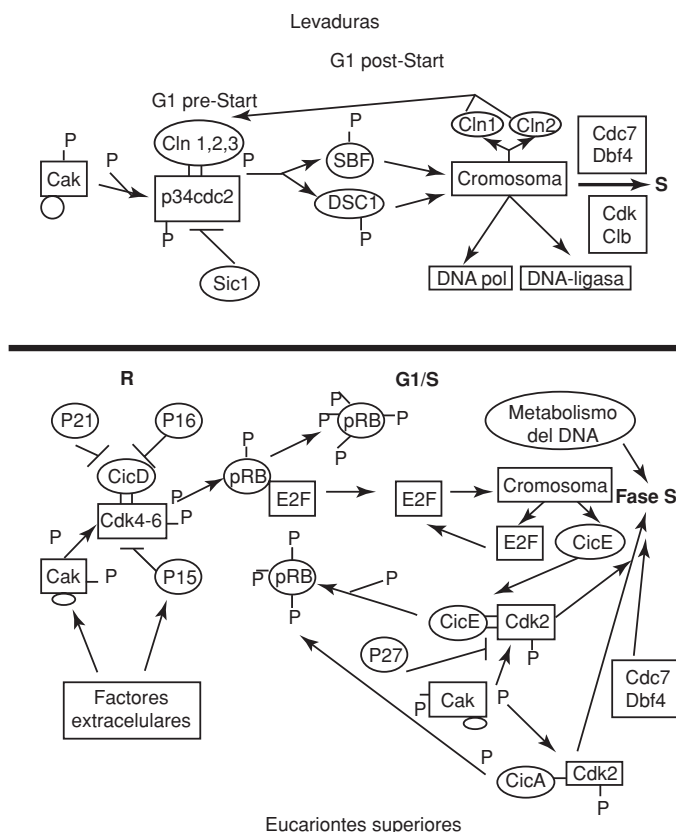 Levaduras
G1 post-Start
G1 pre-Start
P
P
Cln 1,2,3
P
P
Cln1
Cln2
Cdc7
Dbf4
Cak
SBF
Cromosoma
S
p34cdc2
DSC1
Cdk
Clb
P
P
Sic1
DNA pol
DNA-ligasa
R
G1/S
P21
P16
P
P
P
P
pRB
Metabolismo
del DNA
CicD
P
pRB
Cromosoma
Fase S
Cdk4-6
P
P
E2F
E2F
E2F
CicE
P
Cak
P
P15
P
P
pRB
P
P
CicE
Cdk2
P
P27
Factores
extracelulares
P
Cak
P
Cdc7
Dbf4
P
CicA
Cdk2
P
Eucariontes superiores